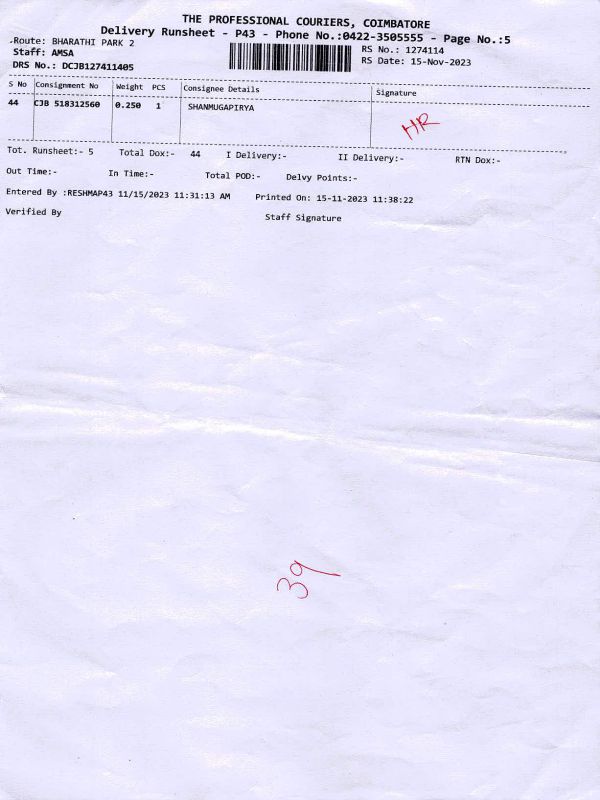 THE PROFESSIONAL COURIERS, COIMBATORE
Delivery Runsheet - P43 - Phone No.:0422-3505555 - Page No.:5
Route: BHARATHI PARK 2
RS No.: 1274114
Staff: AMSA
RS Date: 15-Nov-2023
DRS No.: DCJB127411405
S No Consignment No Weight PCS Consignee Details Signature
44 CJB 518312560 0.250 1 SHANMUGAPIRYA HR
Tot. Runsheet:- 5 Total Dox:- 44 I Delivery:- II Delivery:- RTN Dox:-
Out Time:- In Time:- Total POD:- Delvy Points:-
Entered By :RESHMAP43 11/15/2023 11:31:13 AM Printed On: 15-11-2023 11:38:22
Verified By Staff Signature
39